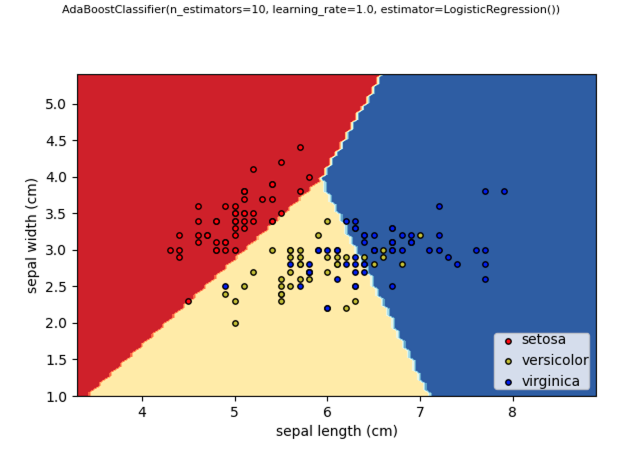 AdaBoostClassifier(n_estimators=10, learning_rate=1.0, estimator=LogisticRegression())
5.0
4.5
4.0
3.5
3.0
2.5
2.0
1.5
1.0
sepal width (cm)
setosa
versicolor
virginica
4 5 6 7 8
sepal length (cm)